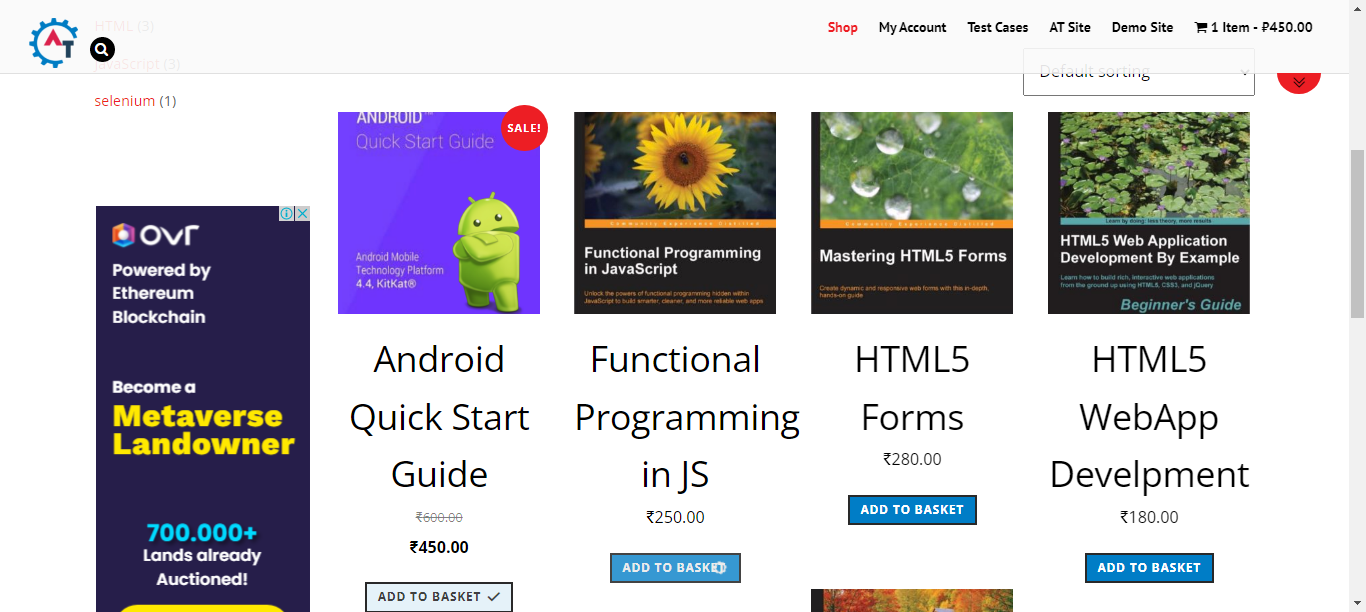 HTML (3)
JavaScript (3)
selenium (1)
AT
Shop
My Account
Test Cases
AT Site
Demo Site
1 Item - ₽450.00
Default sorting
OVR
Powered by
Ethereum
Blockchain
Become a
Metaverse
Landowner
700.000+
Lands already
Auctioned!
SALE!
ANDROID™
Quick Start Guide
Android Mobile
Technology Platform
4.4, KitKat®
Android
Quick Start
Guide
₹600.00
₹450.00
ADD TO BASKET
Community Experience Distilled
Functional Programming
in JavaScript
Unlock the powers of functional programming hidden within
JavaScript to build smarter, cleaner, and more reliable web apps
Functional
Programming
in JS
₹250.00
ADD TO BASKET
Community Experience Distilled
Mastering HTML5 Forms
Create dynamic and responsive web forms with this in-depth,
hands-on guide
HTML5
Forms
₹280.00
ADD TO BASKET
Learn by doing: less theory, more results
HTML5 Web Application
Development By Example
Learn how to build rich, interactive web applications
from the ground up using HTML5, CSS3, and jQuery
Beginner's Guide
HTML5
WebApp
Develpment
₹180.00
ADD TO BASKET